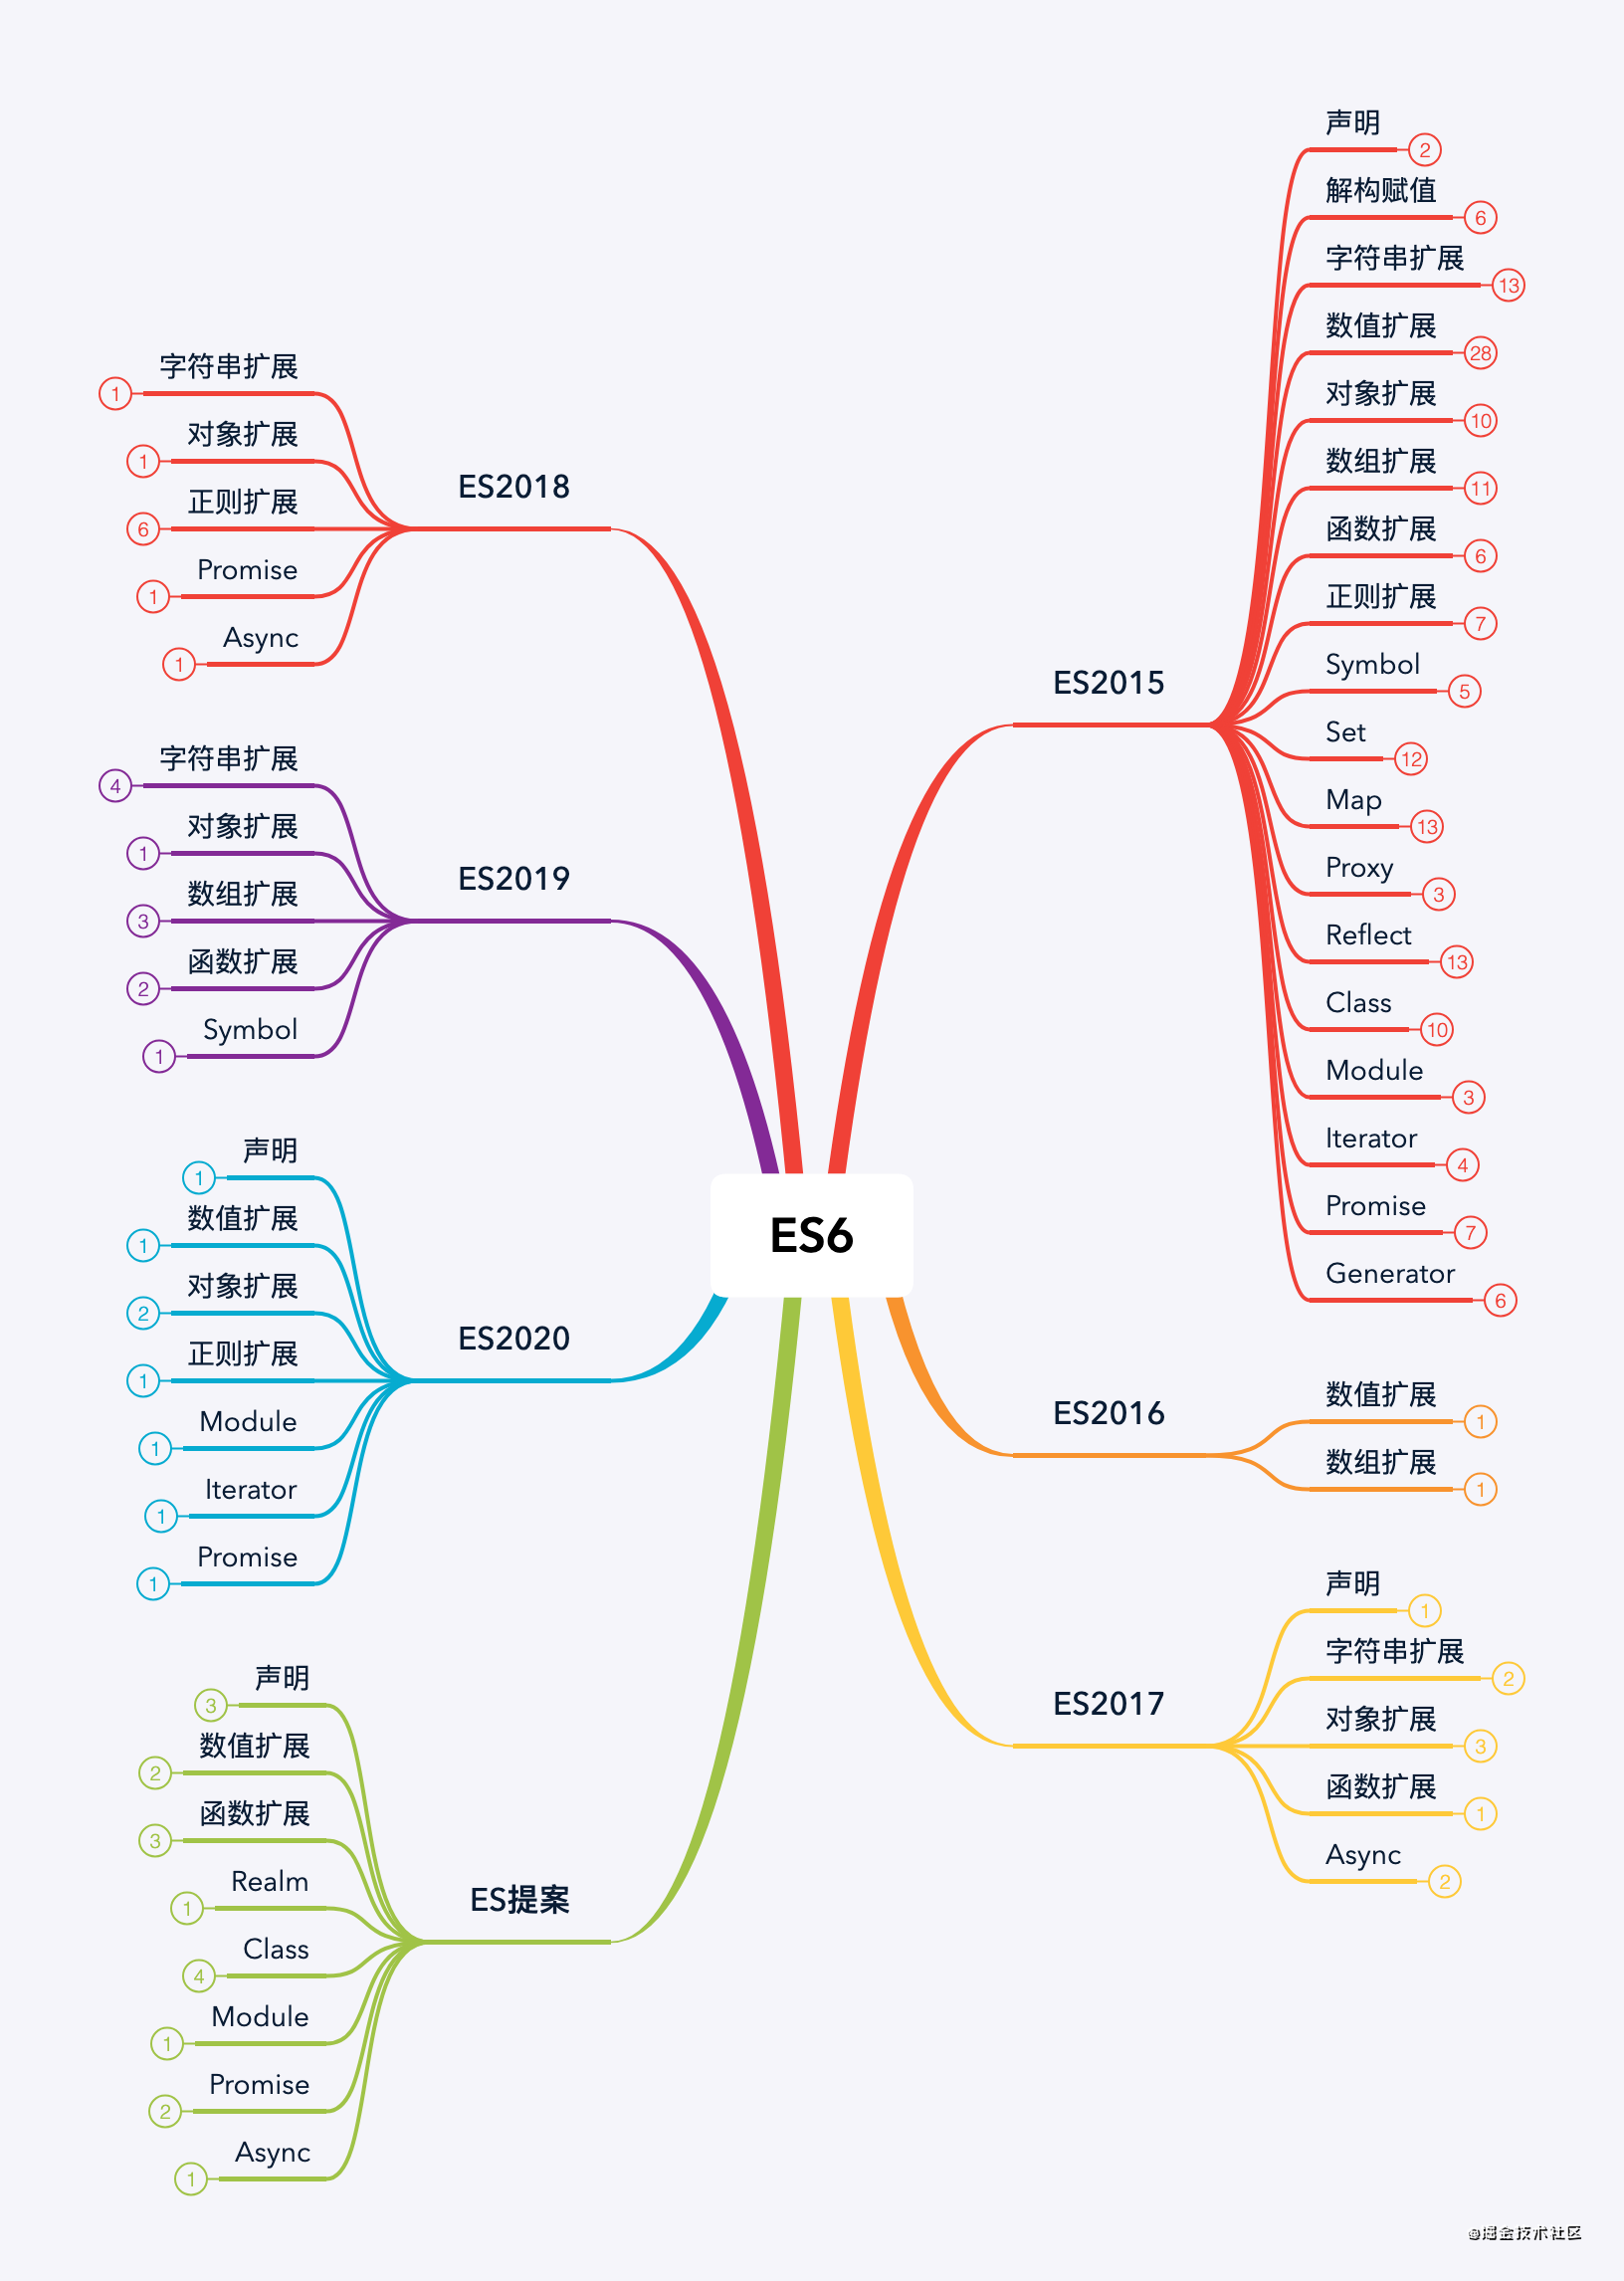 ES6
ES2015
声明
2
解构赋值
6
字符串扩展
13
数值扩展
28
对象扩展
10
数组扩展
11
函数扩展
6
正则扩展
7
Symbol
5
Set
12
Map
13
Proxy
3
Reflect
13
Class
10
Module
3
Iterator
4
Promise
7
Generator
6
ES2016
数值扩展
1
数组扩展
1
ES2017
声明
1
字符串扩展
2
对象扩展
3
函数扩展
1
Async
2
ES2018
字符串扩展
1
对象扩展
1
正则扩展
6
Promise
1
Async
1
ES2019
字符串扩展
4
对象扩展
1
数组扩展
3
函数扩展
2
Symbol
1
ES2020
声明
1
数值扩展
1
对象扩展
2
正则扩展
1
Module
1
Iterator
1
Promise
1
ES提案
声明
3
数值扩展
2
函数扩展
3
Realm
1
Class
4
Module
1
Promise
2
Async
1
@掘金技术社区